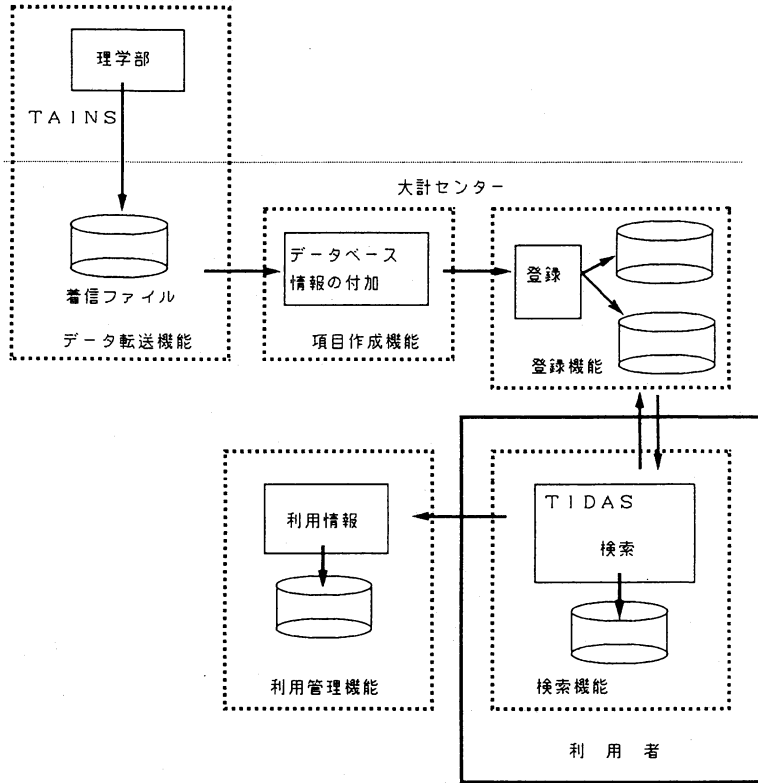 理学部
TAINS
大計センター
着信ファイル
データ転送機能
データベース
情報の付加
項目作成機能
登録
登録機能
利用情報
利用管理機能
TIDAS
検索
検索機能
利用者